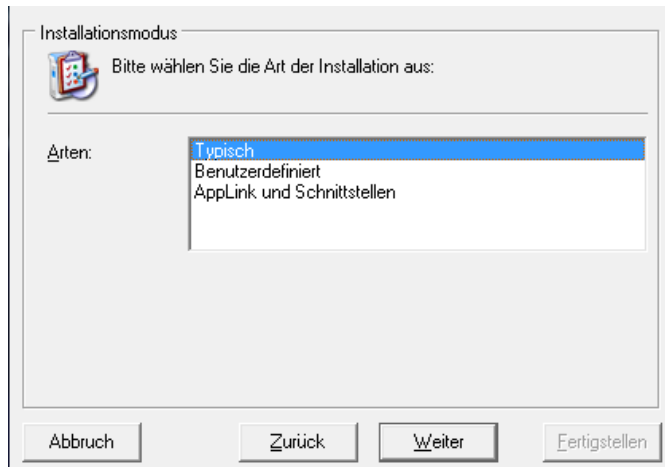 Installationsmodus
Bitte wählen Sie die Art der Installation aus:
Arten:
Typisch
Benutzerdefiniert
AppLink und Schnittstellen
Abbruch
Zurück
Weiter
Fertigstellen